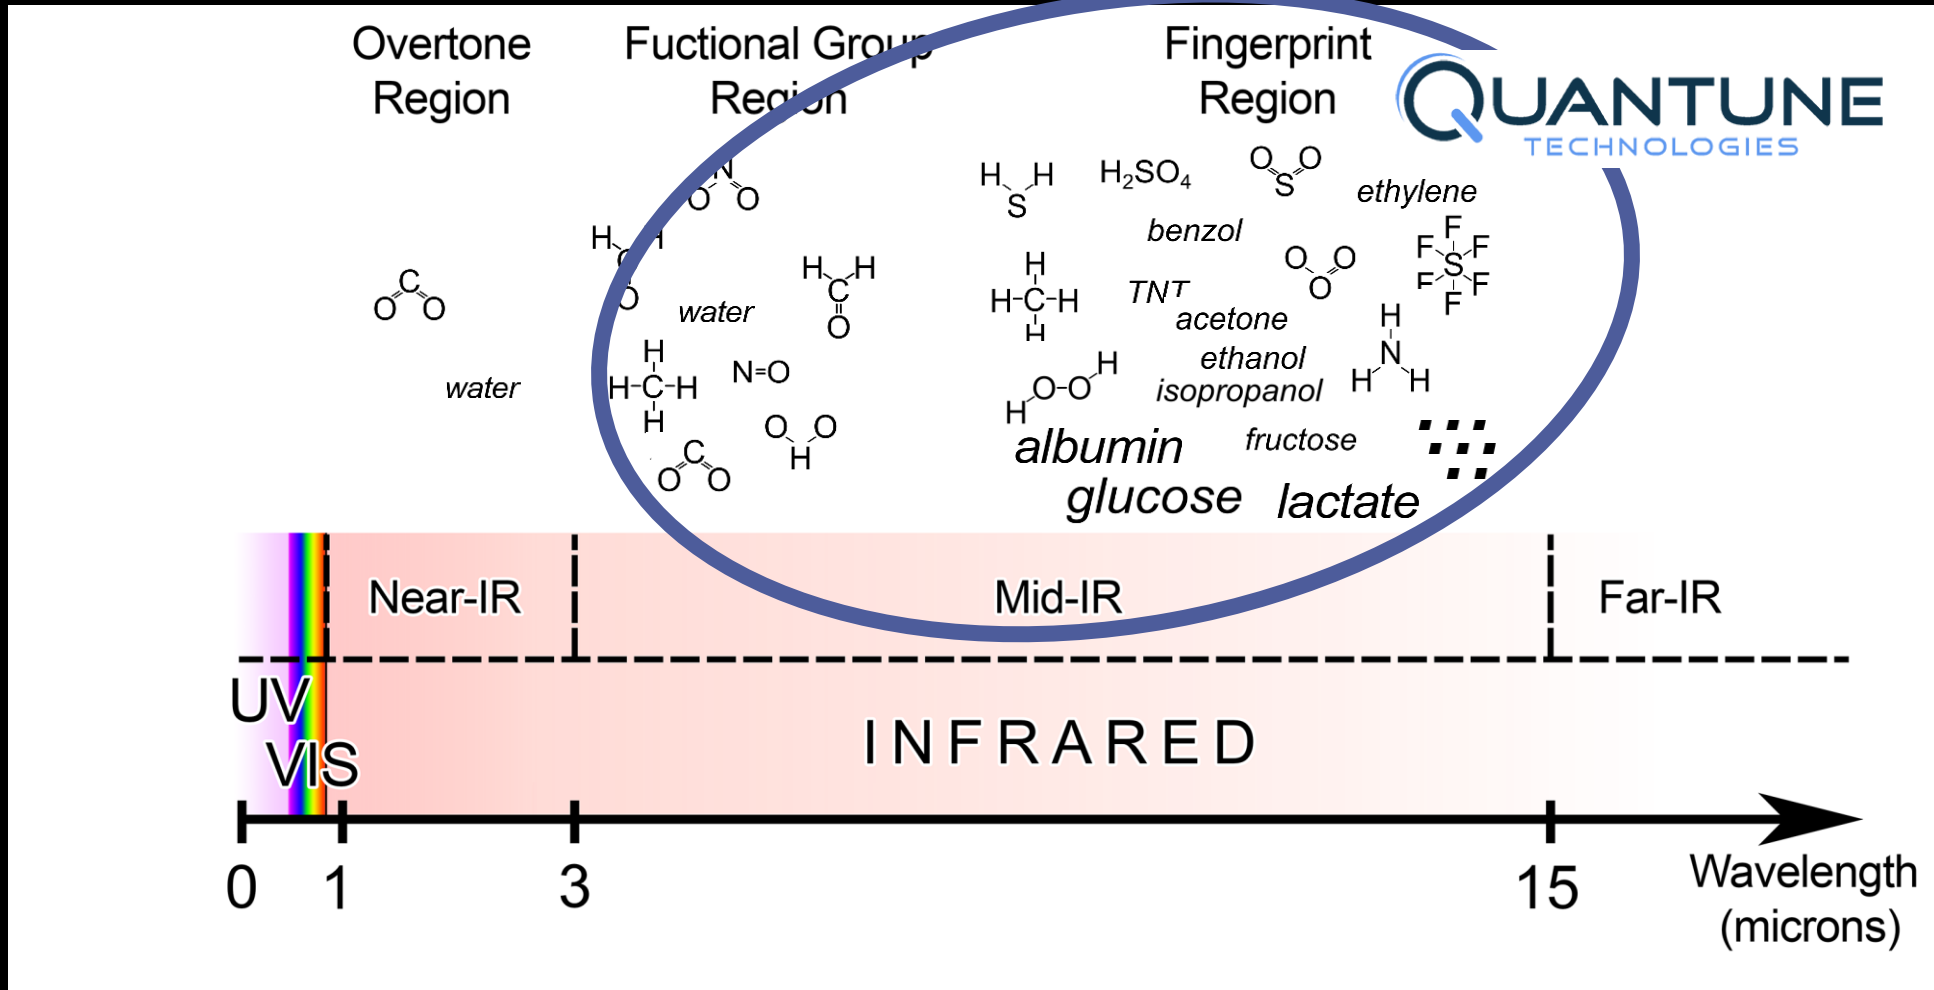 Overtone
Region
Fuctional Group
Region
Fingerprint
Region
QUANTUNE
TECHNOLOGIES
N
O O
H H
C
O
C
O O
water
water
H H
C
O
H
H-C-H
H
N=O
O O
H
C
O O
H H
S
H₂SO₄
O O
S
ethylene
benzol
F
F F
S
F F
F
O O
O
H
H-C-H
H
TNT
acetone
ethanol
isopropanol
H
N
H H
H
O-O
H
albumin
fructose
glucose
lactate
Near-IR
Mid-IR
Far-IR
UV
VIS
INFRARED
0 1 3 15
Wavelength
(microns)